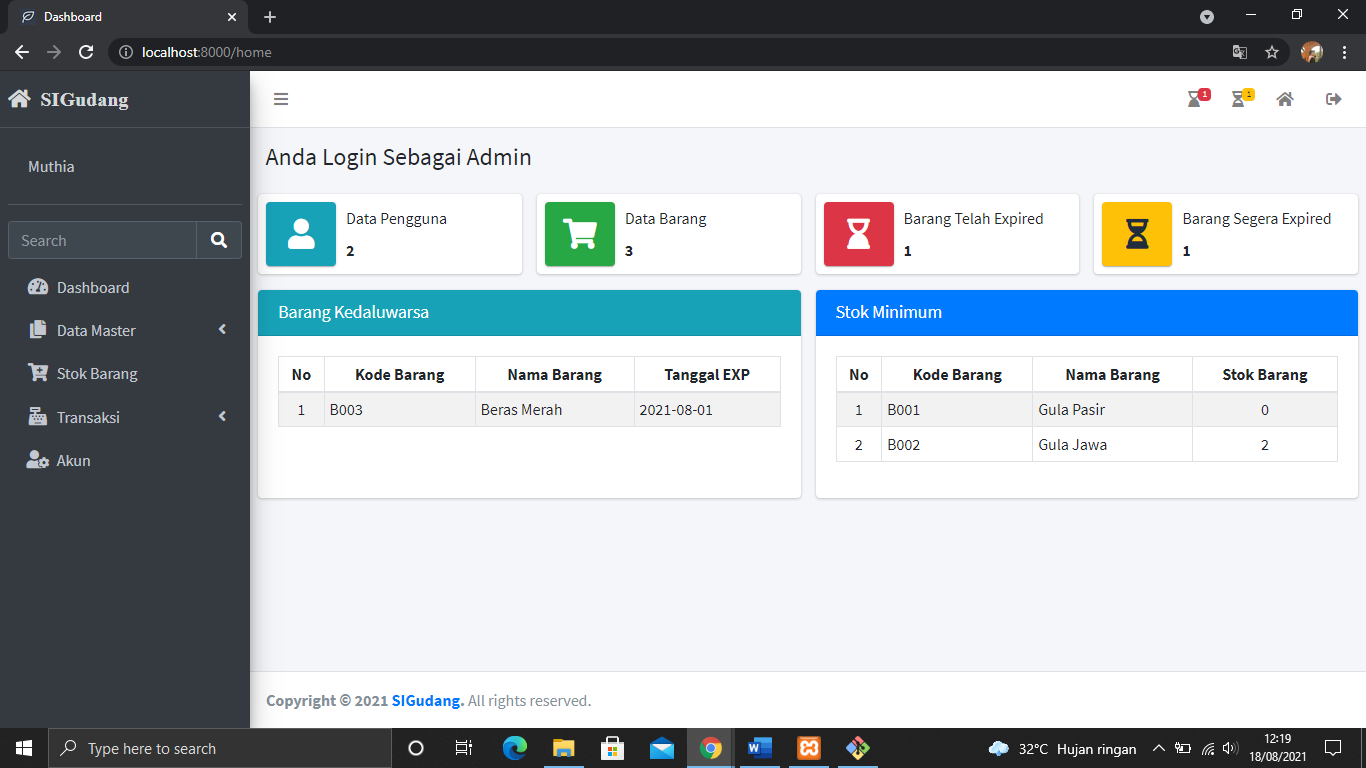 Dashboard
localhost:8000/home
SIGudang
1
1
Muthia
Search
Dashboard
Data Master
Stok Barang
Transaksi
Akun
Anda Login Sebagai Admin
Data Pengguna
2
Data Barang
3
Barang Telah Expired
1
Barang Segera Expired
1
Barang Kedaluwarsa
No Kode Barang Nama Barang Tanggal EXP
1 B003 Beras Merah 2021-08-01
Stok Minimum
No Kode Barang Nama Barang Stok Barang
1 B001 Gula Pasir 0
2 B002 Gula Jawa 2
Copyright © 2021 SIGudang. All rights reserved.
Type here to search
32°C Hujan ringan
12:19
18/08/2021